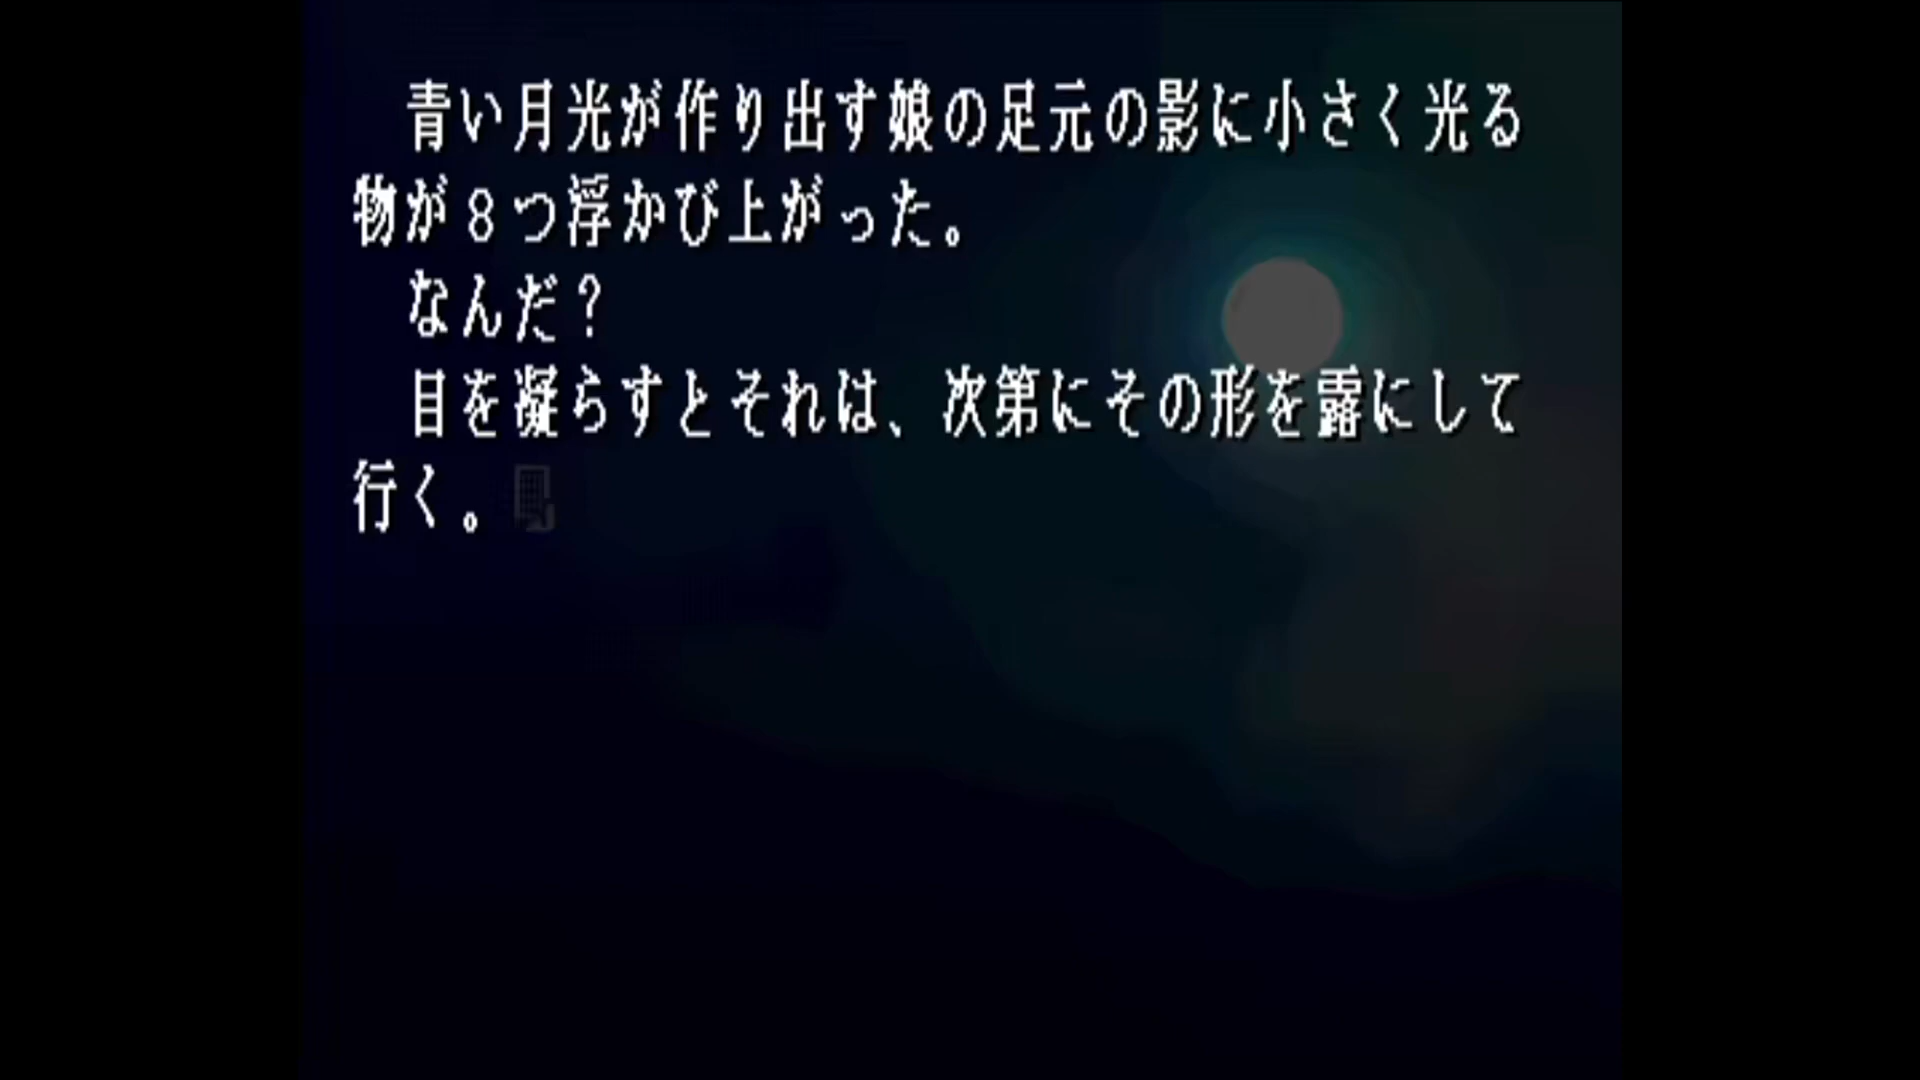 青い月光が作り出す娘の足元の影に小さく光る
物が８つ浮かび上がった。
なんだ？
目を凝らすとそれは、次第にその形を露にして
行く。